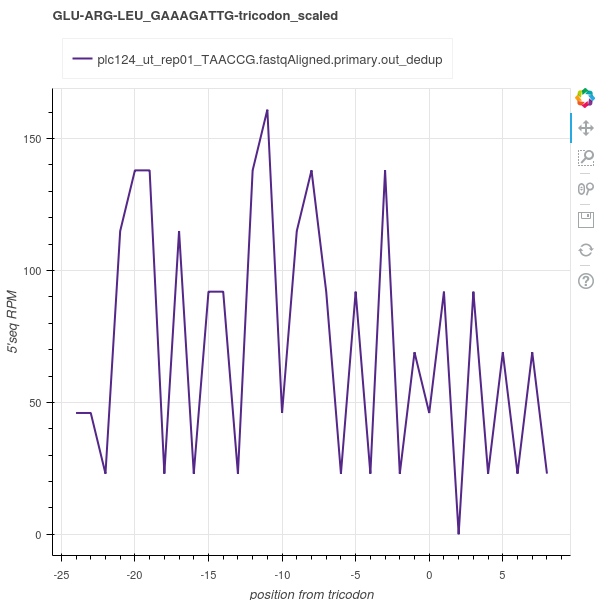 GLU-ARG-LEU_GAAAGATTG-tricodon_scaled
plc124_ut_rep01_TAACCG.fastqAligned.primary.out_dedup
150
100
50
0
5'seq RPM
-25 -20 -15 -10 -5 0 5
position from tricodon